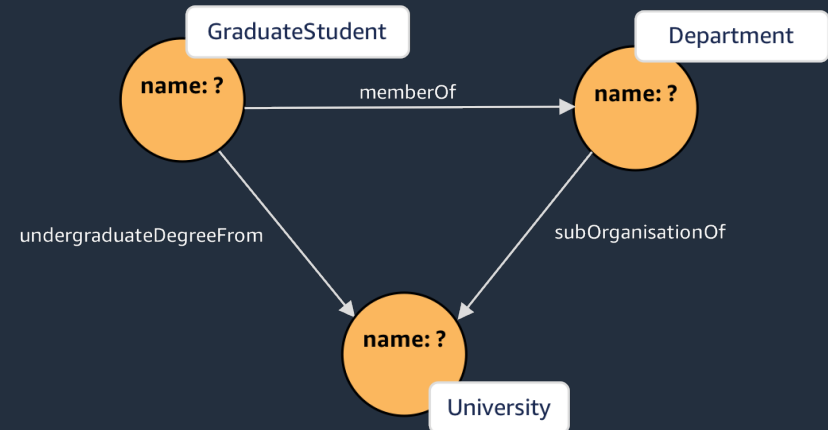 GraduateStudent
Department
name: ?
memberOf
name: ?
undergraduateDegreeFrom
subOrganisationOf
name: ?
University